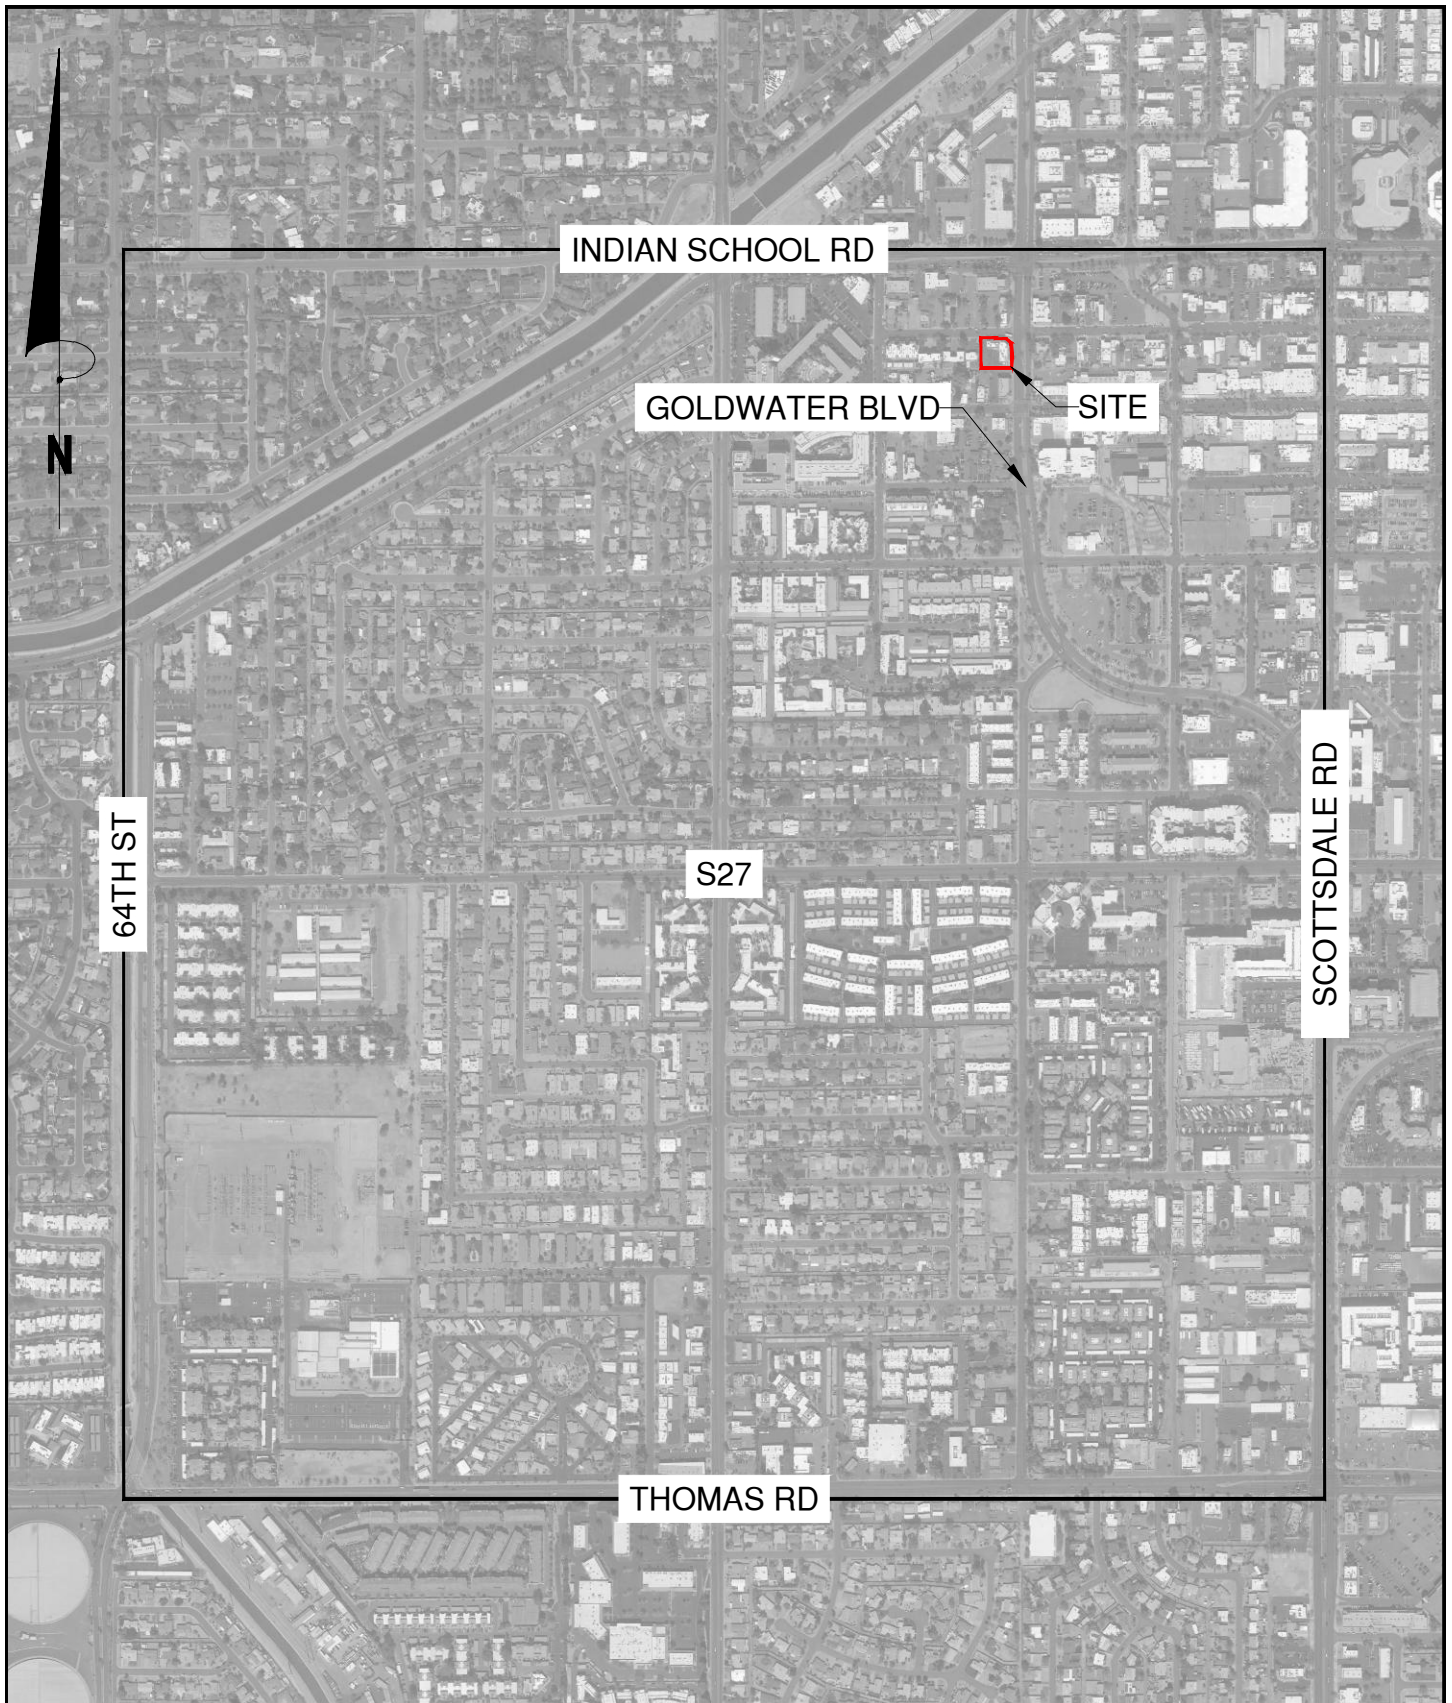 INDIAN SCHOOL RD
GOLDWATER BLVD
SITE
N
S27
64TH ST
SCOTTSDALE RD
THOMAS RD